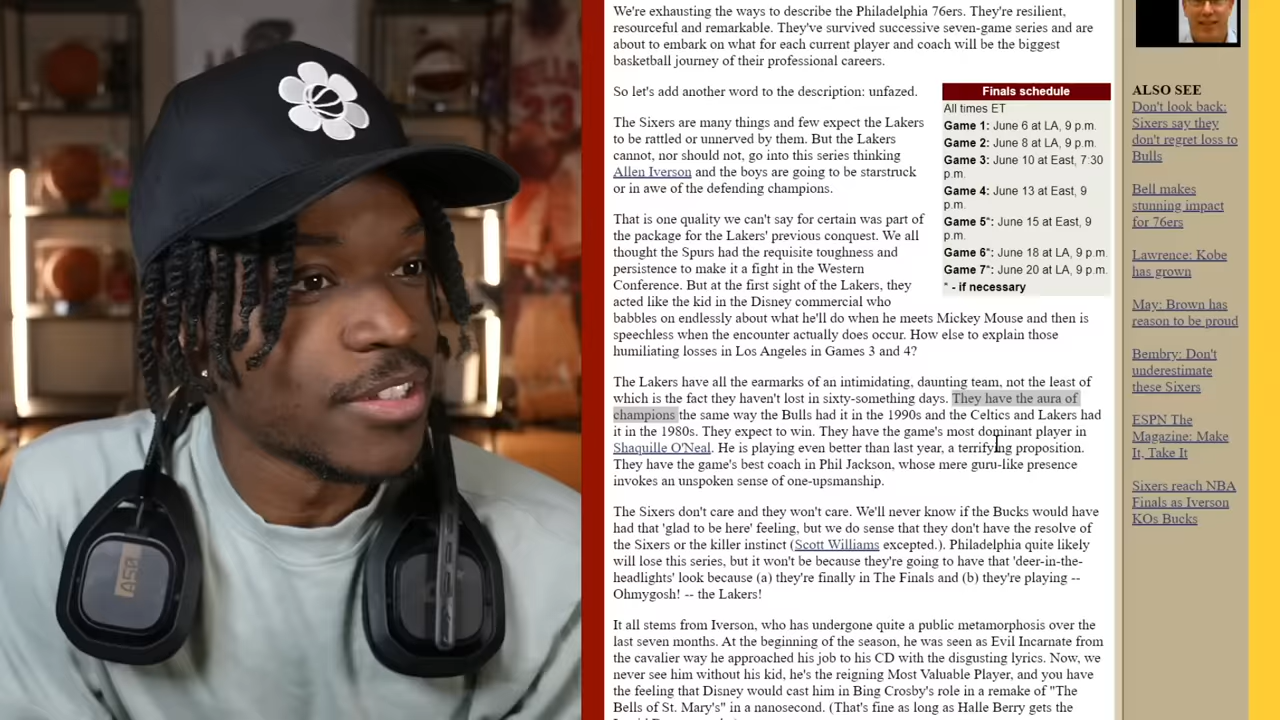 We're exhausting the ways to describe the Philadelphia 76ers. They're resilient,
resourceful and remarkable. They've survived successive seven-game series and are
about to embark on what for each current player and coach will be the biggest
basketball journey of their professional careers.
So let's add another word to the description: unfazed.
The Sixers are many things and few expect the Lakers
to be rattled or unnerved by them. But the Lakers
cannot, nor should not, go into this series thinking
Allen Iverson and the boys are going to be starstruck
or in awe of the defending champions.
That is one quality we can't say for certain was part of
the package for the Lakers' previous conquest. We all
thought the Spurs had the requisite toughness and
persistence to make it a fight in the Western
Conference. But at the first sight of the Lakers, they
acted like the kid in the Disney commercial who
babbles on endlessly about what he'll do when he meets Mickey Mouse and then is
speechless when the encounter actually does occur. How else to explain those
humiliating losses in Los Angeles in Games 3 and 4?
The Lakers have all the earmarks of an intimidating, daunting team, not the least of
which is the fact they haven't lost in sixty-something days. They have the aura of
champions the same way the Bulls had it in the 1990s and the Celtics and Lakers had
it in the 1980s. They expect to win. They have the game's most dominant player in
Shaquille O'Neal. He is playing even better than last year, a terrifying proposition.
They have the game's best coach in Phil Jackson, whose mere guru-like presence
invokes an unspoken sense of one-upsmanship.
The Sixers don't care and they won't care. We'll never know if the Bucks would have
had that 'glad to be here' feeling, but we do sense that they don't have the resolve of
the Sixers or the killer instinct (Scott Williams excepted.). Philadelphia quite likely
will lose this series, but it won't be because they're going to have that 'deer-in-the-
headlights' look because (a) they're finally in The Finals and (b) they're playing --
Ohmygosh! -- the Lakers!
It all stems from Iverson, who has undergone quite a public metamorphosis over the
last seven months. At the beginning of the season, he was seen as Evil Incarnate from
the cavalier way he approached his job to his CD with the disgusting lyrics. Now, we
never see him without his kid, he's the reigning Most Valuable Player, and you have
the feeling that Disney would cast him in Bing Crosby's role in a remake of "The
Bells of St. Mary's" in a nanosecond. (That's fine as long as Halle Berry gets the
Finals schedule
All times ET
Game 1: June 6 at LA, 9 p.m.
Game 2: June 8 at LA, 9 p.m.
Game 3: June 10 at East, 7:30
p.m.
Game 4: June 13 at East, 9
p.m.
Game 5*: June 15 at East, 9
p.m.
Game 6*: June 18 at LA, 9 p.m.
Game 7*: June 20 at LA, 9 p.m.
* - if necessary
ALSO SEE
Don't look back:
Sixers say they
don't regret loss to
Bulls
Bell makes
stunning impact
for 76ers
Lawrence: Kobe
has grown
May: Brown has
reason to be proud
Bembry: Don't
underestimate
these Sixers
ESPN The
Magazine: Make
It, Take It
Sixers reach NBA
Finals as Iverson
KOs Bucks
A50
23